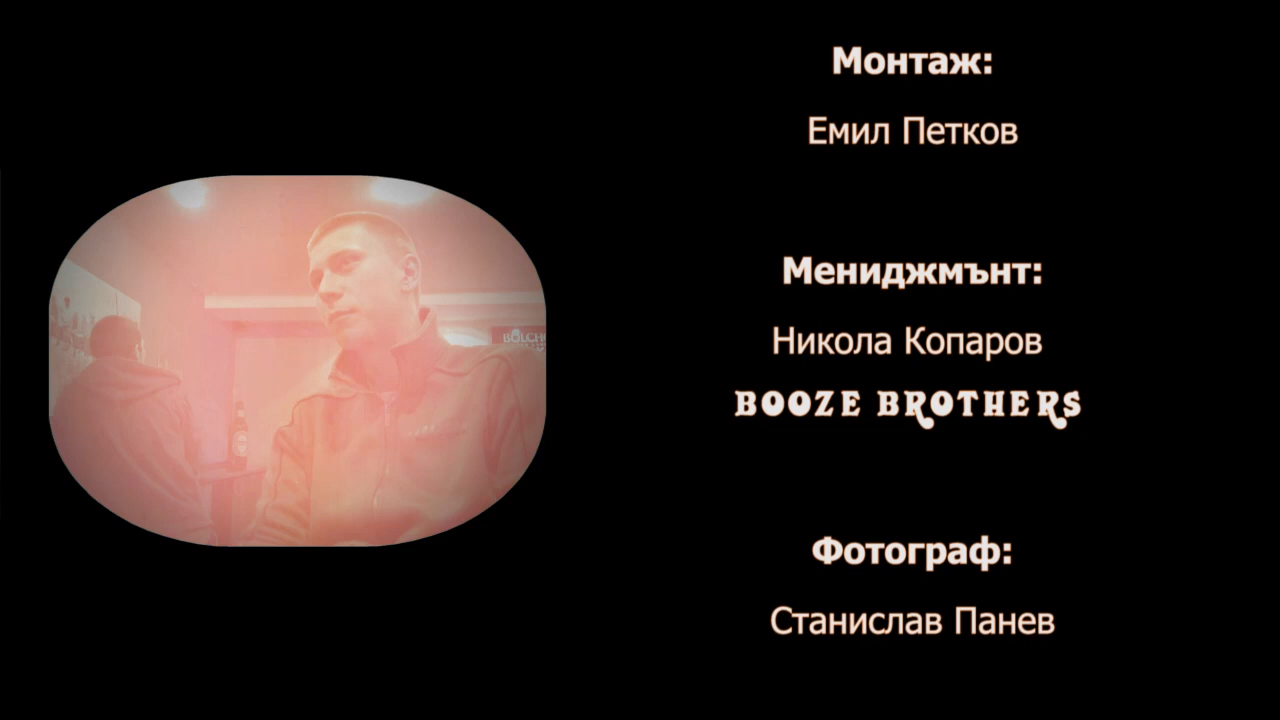 Монтаж:
Емил Петков
Мениджмънт:
Никола Копаров
BOOZE BROTHERS
Фотограф:
Станислав Панев